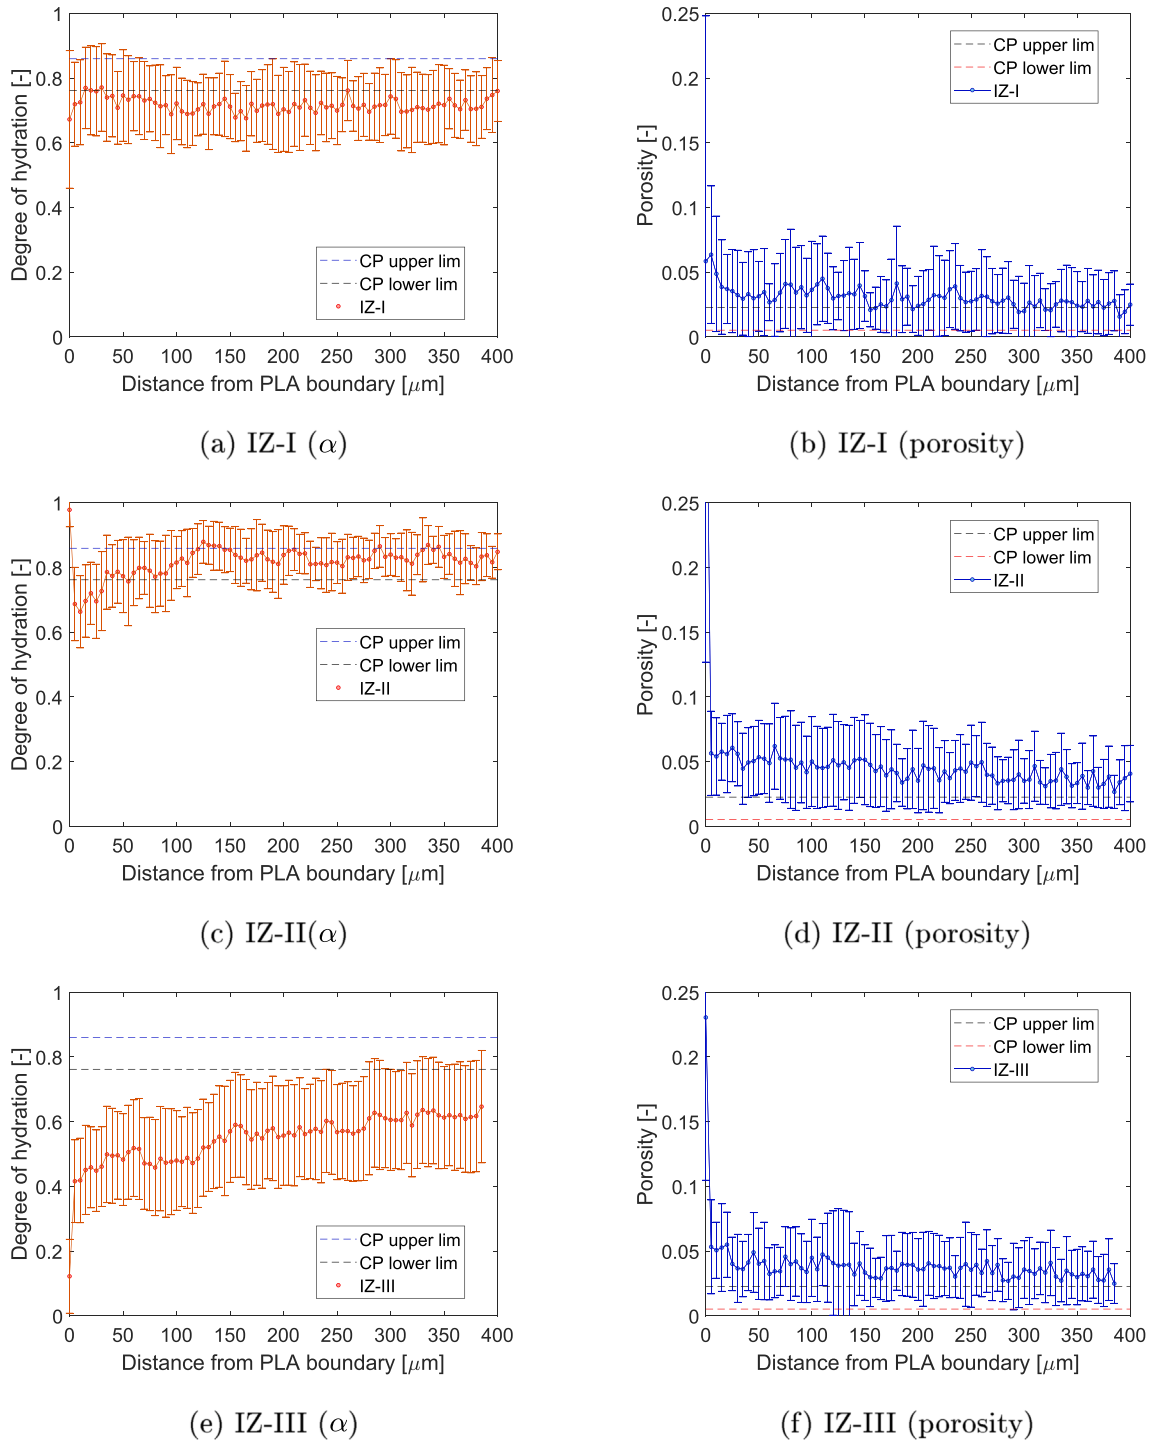 1
0.8
0.6
0.4
0.2
0
Degree of hydration [-]
CP upper lim
CP lower lim
IZ-I
0 50 100 150 200 250 300 350 400
Distance from PLA boundary [μm]
(a) IZ-I (α)
0.25
0.2
0.15
0.1
0.05
0
Porosity [-]
CP upper lim
CP lower lim
IZ-I
0 50 100 150 200 250 300 350 400
Distance from PLA boundary [μm]
(b) IZ-I (porosity)
1
0.8
0.6
0.4
0.2
0
Degree of hydration [-]
CP upper lim
CP lower lim
IZ-II
0 50 100 150 200 250 300 350 400
Distance from PLA boundary [μm]
(c) IZ-II(α)
0.25
0.2
0.15
0.1
0.05
0
Porosity [-]
CP upper lim
CP lower lim
IZ-II
0 50 100 150 200 250 300 350 400
Distance from PLA boundary [μm]
(d) IZ-II (porosity)
1
0.8
0.6
0.4
0.2
0
Degree of hydration [-]
CP upper lim
CP lower lim
IZ-III
0 50 100 150 200 250 300 350 400
Distance from PLA boundary [μm]
(e) IZ-III (α)
0.25
0.2
0.15
0.1
0.05
0
Porosity [-]
CP upper lim
CP lower lim
IZ-III
0 50 100 150 200 250 300 350 400
Distance from PLA boundary [μm]
(f) IZ-III (porosity)